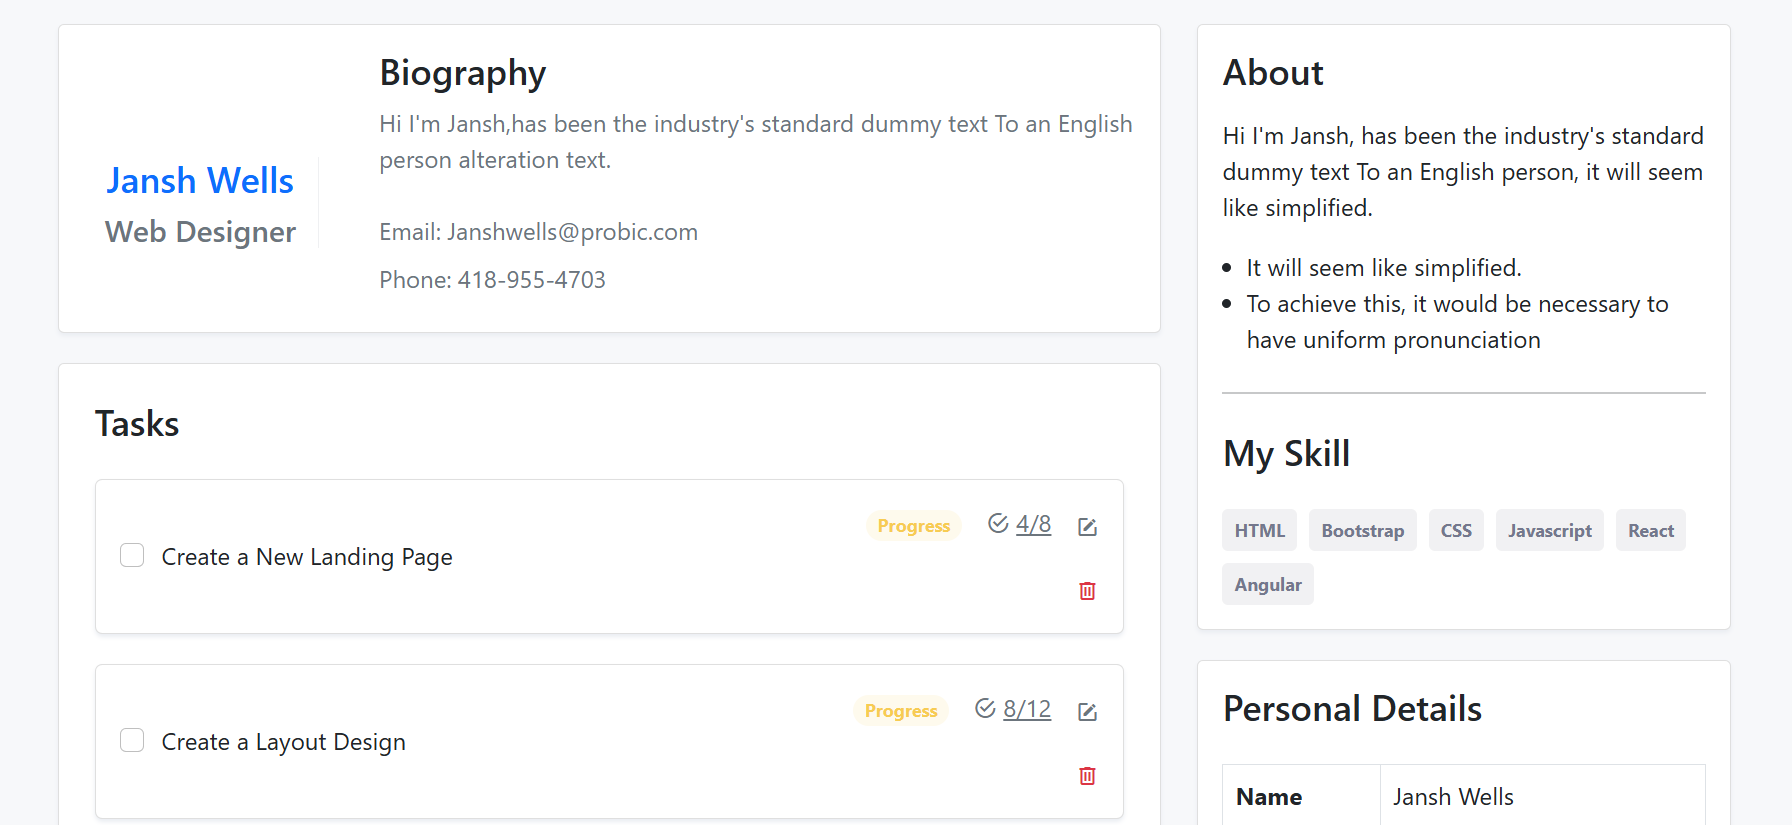 Jansh Wells
Web Designer
Biography
Hi I'm Jansh,has been the industry's standard dummy text To an English
person alteration text.
Email: Janshwells@probic.com
Phone: 418-955-4703
Tasks
Progress 4/8
Create a New Landing Page
Progress 8/12
Create a Layout Design
About
Hi I'm Jansh, has been the industry's standard
dummy text To an English person, it will seem
like simplified.
It will seem like simplified.
To achieve this, it would be necessary to
have uniform pronunciation
My Skill
HTML Bootstrap CSS Javascript React
Angular
Personal Details
Name Jansh Wells